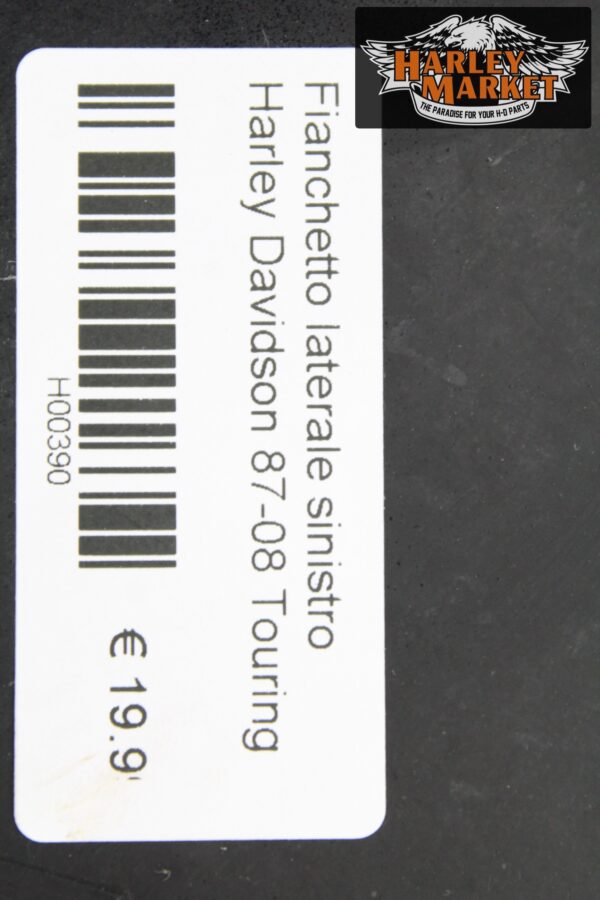 HARLEY
MARKET
THE PARADISE FOR YOUR H-D PARTS
Fianchetto laterale sinistro
Harley Davidson 87-08 Touring
H00390
€ 19.9